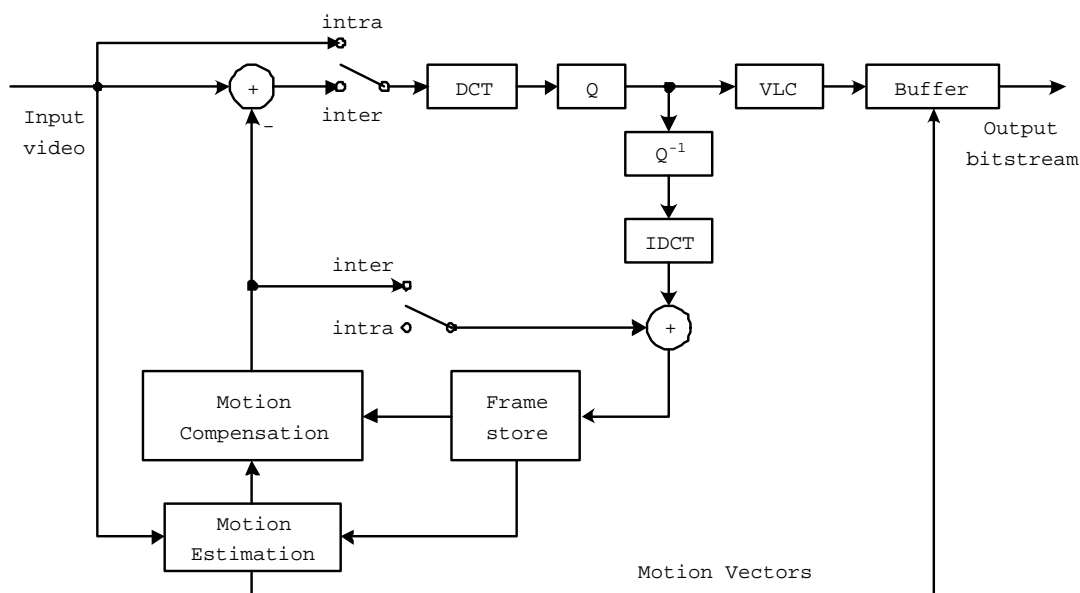 intra
+
-
inter
DCT
Q
VLC
Buffer
Input
video
Output
bitstream
Q⁻¹
IDCT
inter
intra
+
Motion
Compensation
Frame
store
Motion
Estimation
Motion Vectors